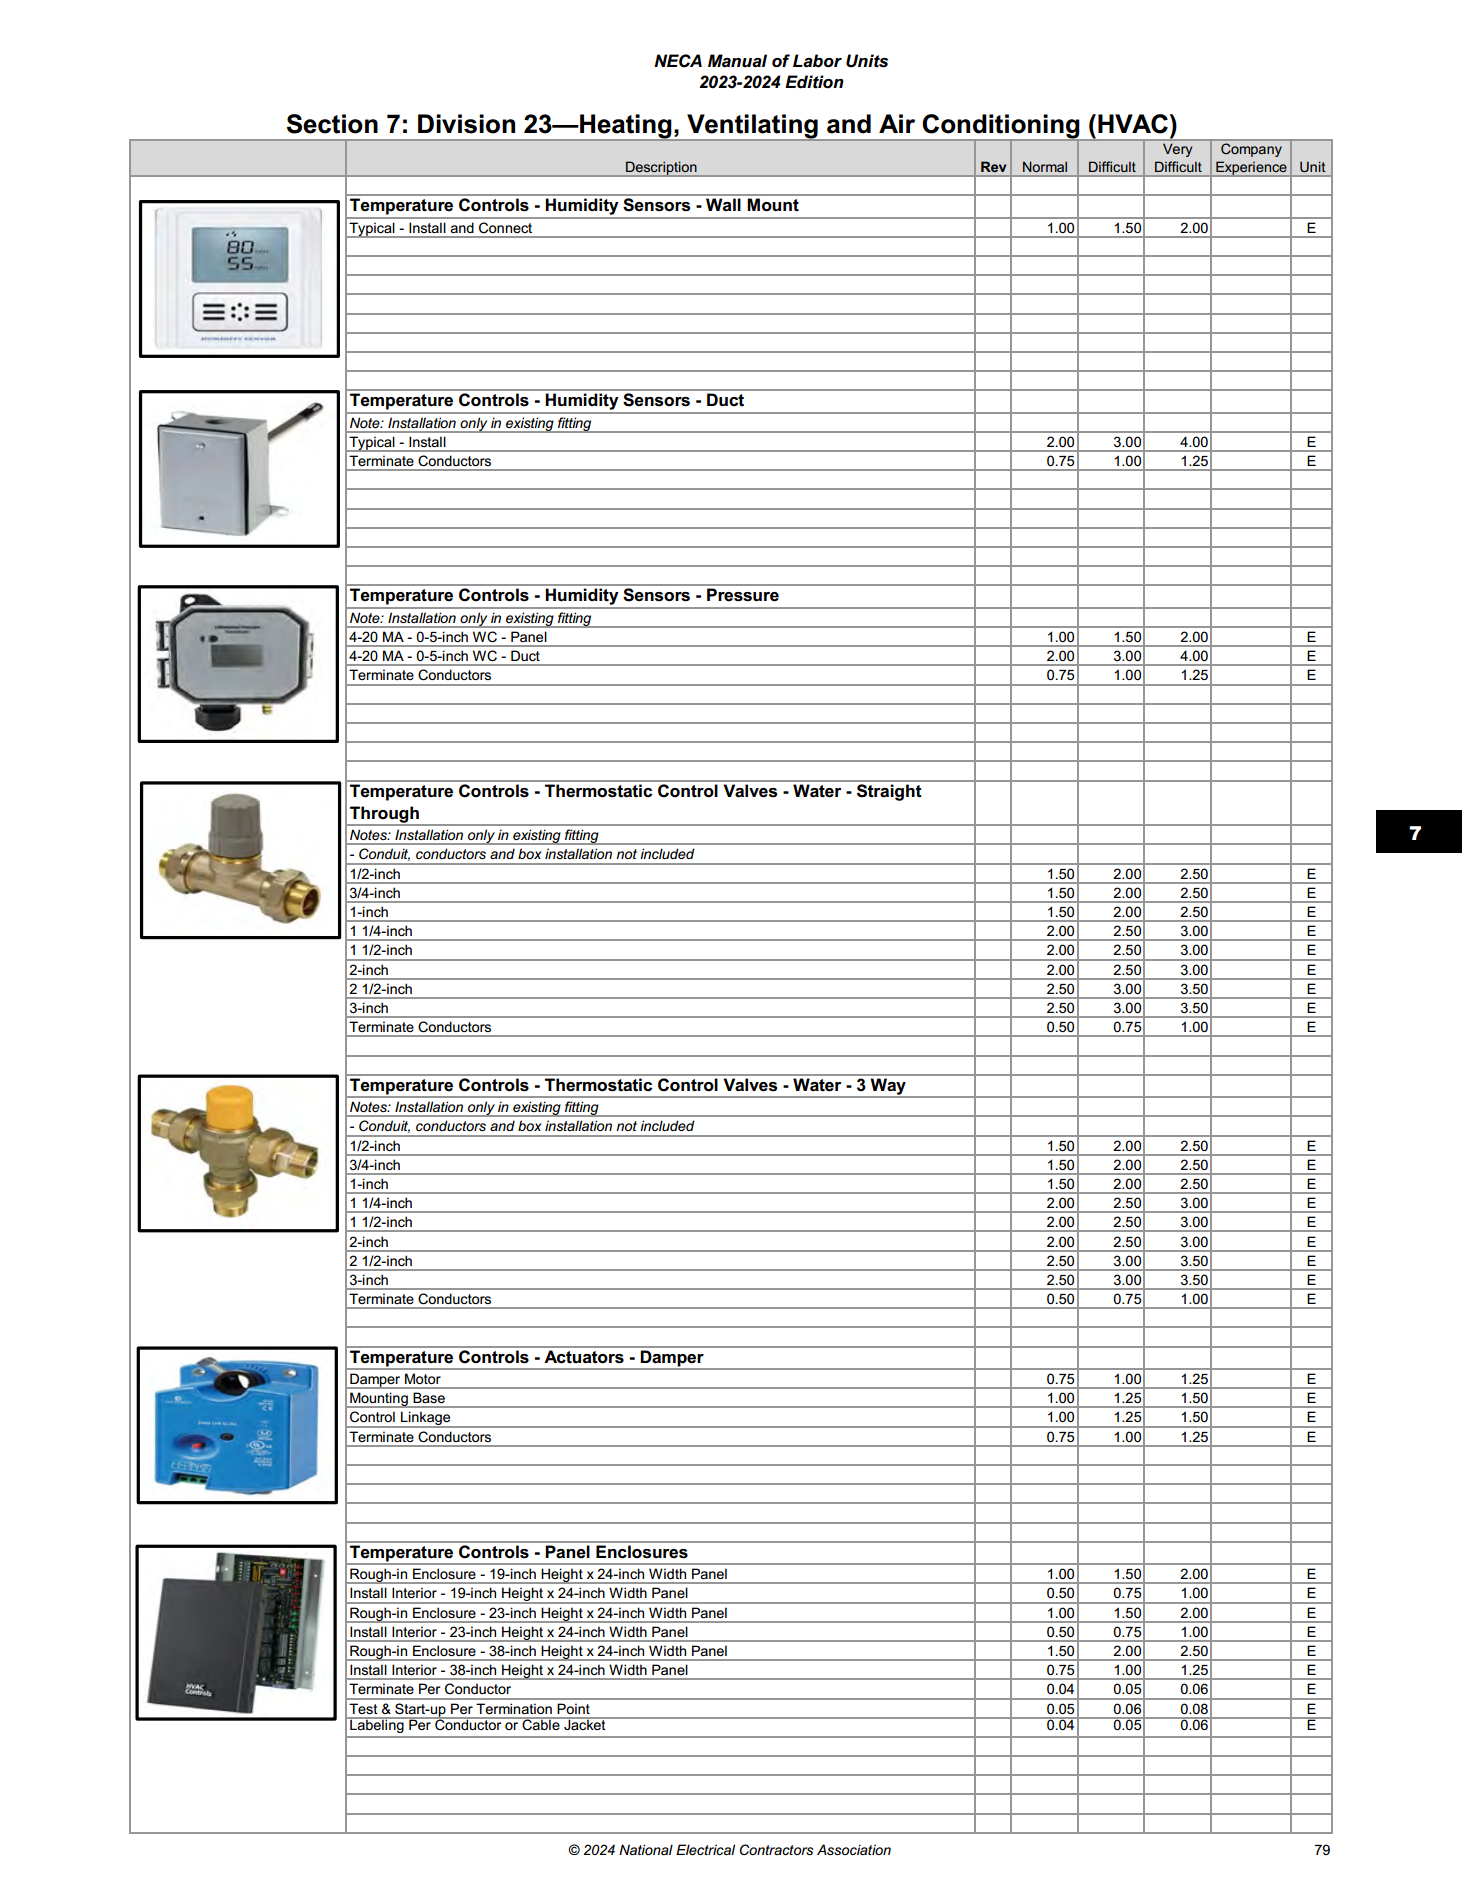 NECA Manual of Labor Units
2023-2024 Edition
Section 7: Division 23—Heating, Ventilating and Air Conditioning (HVAC)
Description Rev Normal Difficult Very Difficult Company Experience Unit
Temperature Controls - Humidity Sensors - Wall Mount
Typical - Install and Connect 1.00 1.50 2.00 E
80
55
HUMIDITY SENSOR
Temperature Controls - Humidity Sensors - Duct
Note: Installation only in existing fitting
Typical - Install 2.00 3.00 4.00 E
Terminate Conductors 0.75 1.00 1.25 E
Temperature Controls - Humidity Sensors - Pressure
Note: Installation only in existing fitting
4-20 MA - 0-5-inch WC - Panel 1.00 1.50 2.00 E
4-20 MA - 0-5-inch WC - Duct 2.00 3.00 4.00 E
Terminate Conductors 0.75 1.00 1.25 E
Temperature Controls - Thermostatic Control Valves - Water - Straight
Through
Notes: Installation only in existing fitting
- Conduit, conductors and box installation not included
1/2-inch 1.50 2.00 2.50 E
3/4-inch 1.50 2.00 2.50 E
1-inch 1.50 2.00 2.50 E
1 1/4-inch 2.00 2.50 3.00 E
1 1/2-inch 2.00 2.50 3.00 E
2-inch 2.00 2.50 3.00 E
2 1/2-inch 2.50 3.00 3.50 E
3-inch 2.50 3.00 3.50 E
Terminate Conductors 0.50 0.75 1.00 E
7
Temperature Controls - Thermostatic Control Valves - Water - 3 Way
Notes: Installation only in existing fitting
- Conduit, conductors and box installation not included
1/2-inch 1.50 2.00 2.50 E
3/4-inch 1.50 2.00 2.50 E
1-inch 1.50 2.00 2.50 E
1 1/4-inch 2.00 2.50 3.00 E
1 1/2-inch 2.00 2.50 3.00 E
2-inch 2.00 2.50 3.00 E
2 1/2-inch 2.50 3.00 3.50 E
3-inch 2.50 3.00 3.50 E
Terminate Conductors 0.50 0.75 1.00 E
Temperature Controls - Actuators - Damper
Damper Motor 0.75 1.00 1.25 E
Mounting Base 1.00 1.25 1.50 E
Control Linkage 1.00 1.25 1.50 E
Terminate Conductors 0.75 1.00 1.25 E
Temperature Controls - Panel Enclosures
Rough-in Enclosure - 19-inch Height x 24-inch Width Panel 1.00 1.50 2.00 E
Install Interior - 19-inch Height x 24-inch Width Panel 0.50 0.75 1.00 E
Rough-in Enclosure - 23-inch Height x 24-inch Width Panel 1.00 1.50 2.00 E
Install Interior - 23-inch Height x 24-inch Width Panel 0.50 0.75 1.00 E
Rough-in Enclosure - 38-inch Height x 24-inch Width Panel 1.50 2.00 2.50 E
Install Interior - 38-inch Height x 24-inch Width Panel 0.75 1.00 1.25 E
Terminate Per Conductor 0.04 0.05 0.06 E
Test & Start-up Per Termination Point 0.05 0.06 0.08 E
Labeling Per Conductor or Cable Jacket 0.04 0.05 0.06 E
HVAC
Controls
© 2024 National Electrical Contractors Association 79